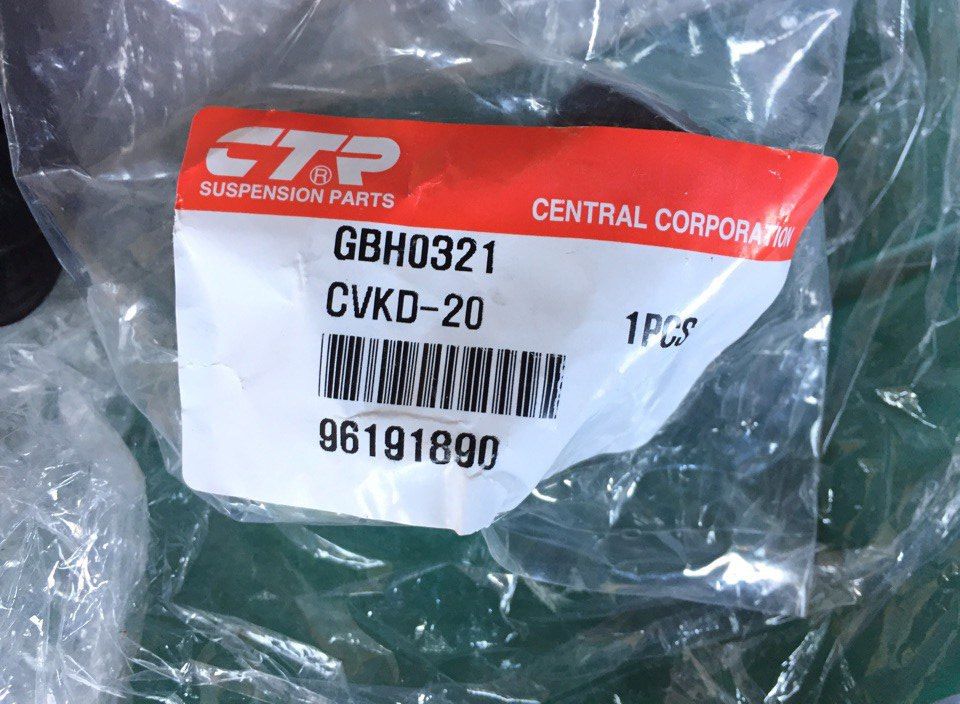 CTR®
SUSPENSION PARTS
CENTRAL CORPORATION
GBH0321
CVKD-20
1PCS
96191890